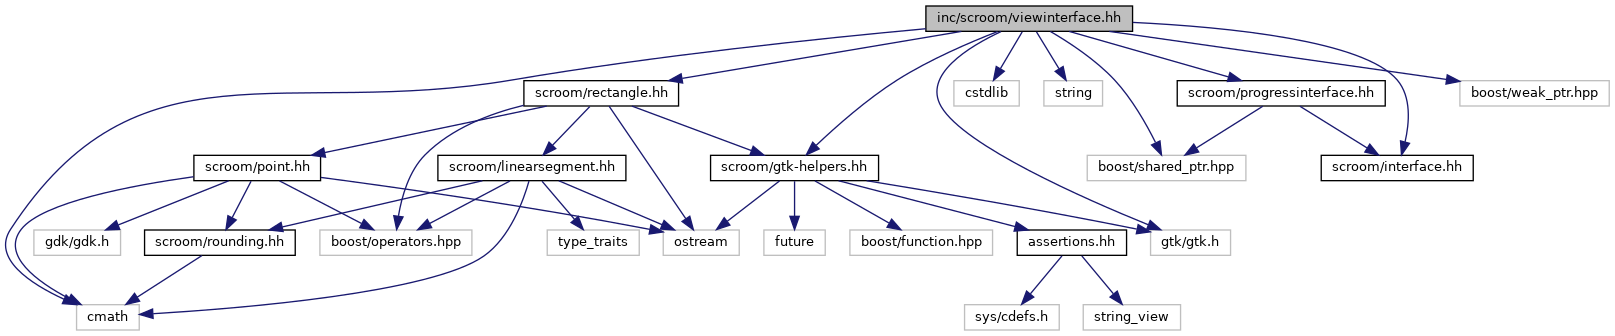 inc/scroom/viewinterface.hh
scroom/rectangle.hh
cstdlib
string
scroom/progressinterface.hh
boost/weak_ptr.hpp
scroom/point.hh
scroom/linearsegment.hh
scroom/gtk-helpers.hh
boost/shared_ptr.hpp
scroom/interface.hh
gdk/gdk.h
scroom/rounding.hh
boost/operators.hpp
type_traits
ostream
future
boost/function.hpp
assertions.hh
gtk/gtk.h
cmath
sys/cdefs.h
string_view